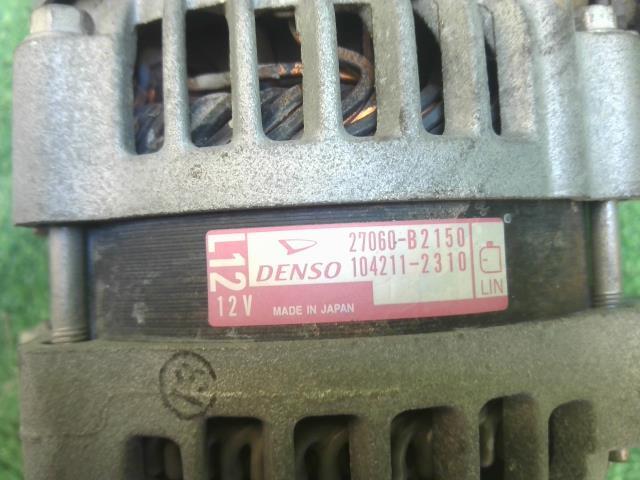 L12
27060-B2150
DENSO 104211-2310
12V MADE IN JAPAN
LIN